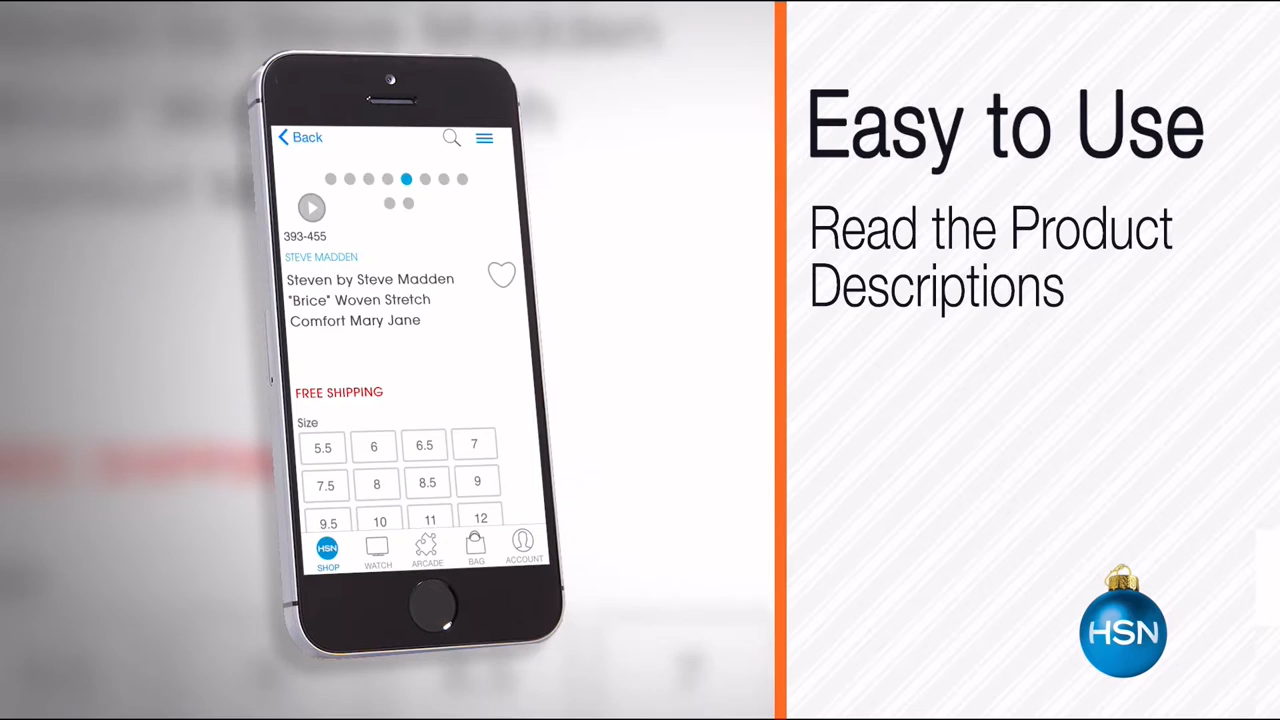 Back
393-455
STEVE MADDEN
Steven by Steve Madden
"Brice" Woven Stretch
Comfort Mary Jane
FREE SHIPPING
Size
5.5 6 6.5 7
7.5 8 8.5 9
9.5 10 11 12
HSN
SHOP WATCH ARCADE BAG ACCOUNT
Easy to Use
Read the Product
Descriptions
HSN